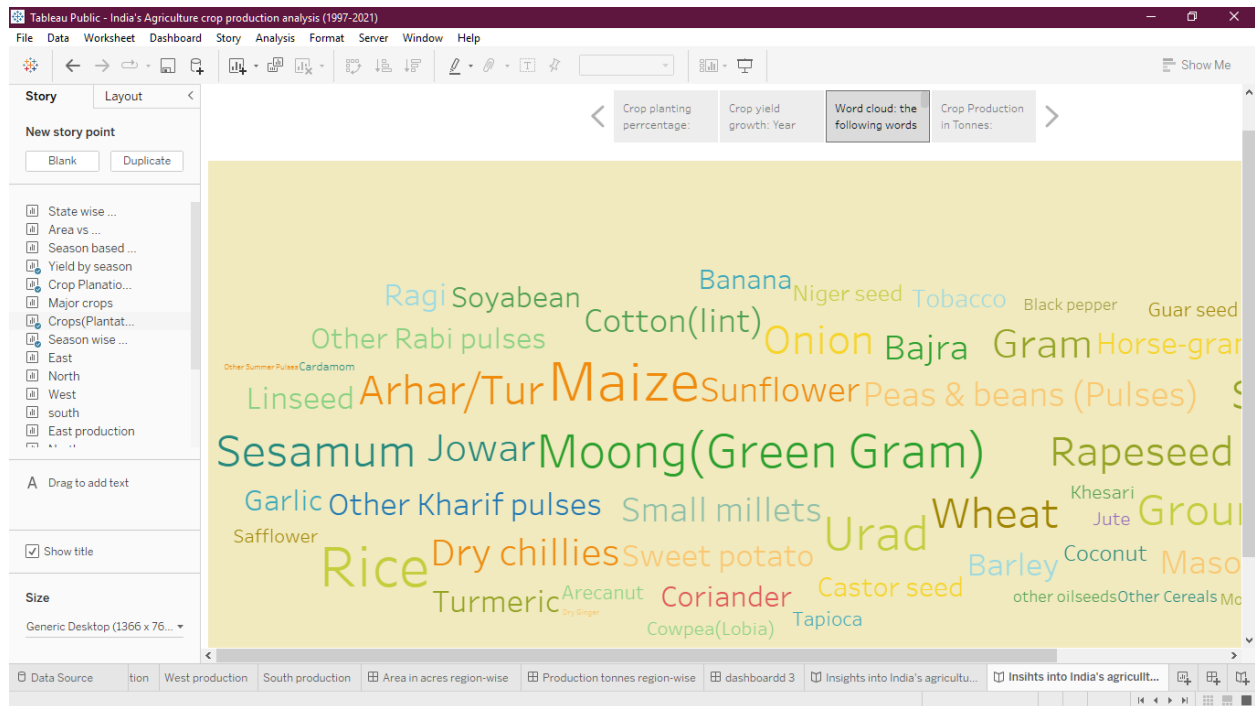 Tableau Public - India's Agriculture crop production analysis (1997-2021)
File Data Worksheet Dashboard Story Analysis Format Server Window Help
Show Me
Story Layout
New story point
Blank Duplicate
State wise ...
Area vs ...
Season based ...
Yield by season
Crop Planatio...
Major crops
Crops(Plantat...
Season wise ...
East
North
West
south
East production
A Drag to add text
Show title
Size
Generic Desktop (1366 x 76...
Crop planting
perrcentage:
Crop yield
growth: Year
Word cloud: the
following words
Crop Production
in Tonnes:
Banana
Ragi Soyabean Niger seed Tobacco Black pepper Guar seed
Cotton(lint)
Other Rabi pulses Onion Bajra Gram Horse-gra
Other Summer Pulses Cardamom
Linseed Arhar/Tur Maize Sunflower Peas & beans (Pulses) S
Sesamum Jowar Moong(Green Gram) Rapeseed
Garlic Other Kharif pulses Small millets Wheat Khesari
Jute Grou
Safflower Urad
Rice Dry chillies Sweet potato Barley Coconut Maso
Turmeric Arecanut Coriander Castor seed other oilseeds Other Cereals Mo
Dry Ginger
Cowpea(Lobia) Tapioca
Data Source tion West production South production Area in acres region-wise Production tonnes region-wise dashboardd 3 Insights into India's agricultu... Insihts into India's agricullt...